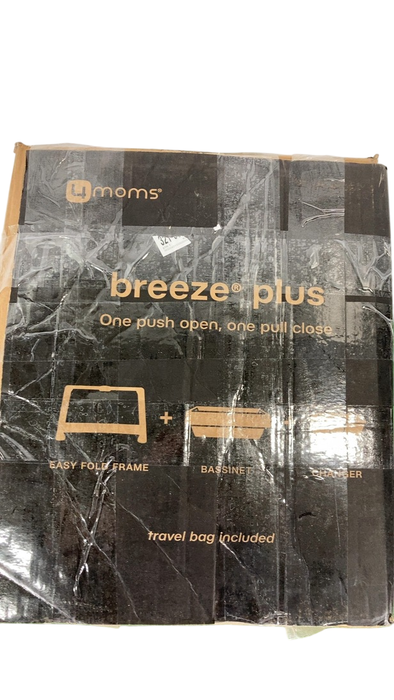 4moms®
breeze® plus
One push open, one pull close
+
EASY FOLD FRAME BASSINET CHANGER
travel bag included